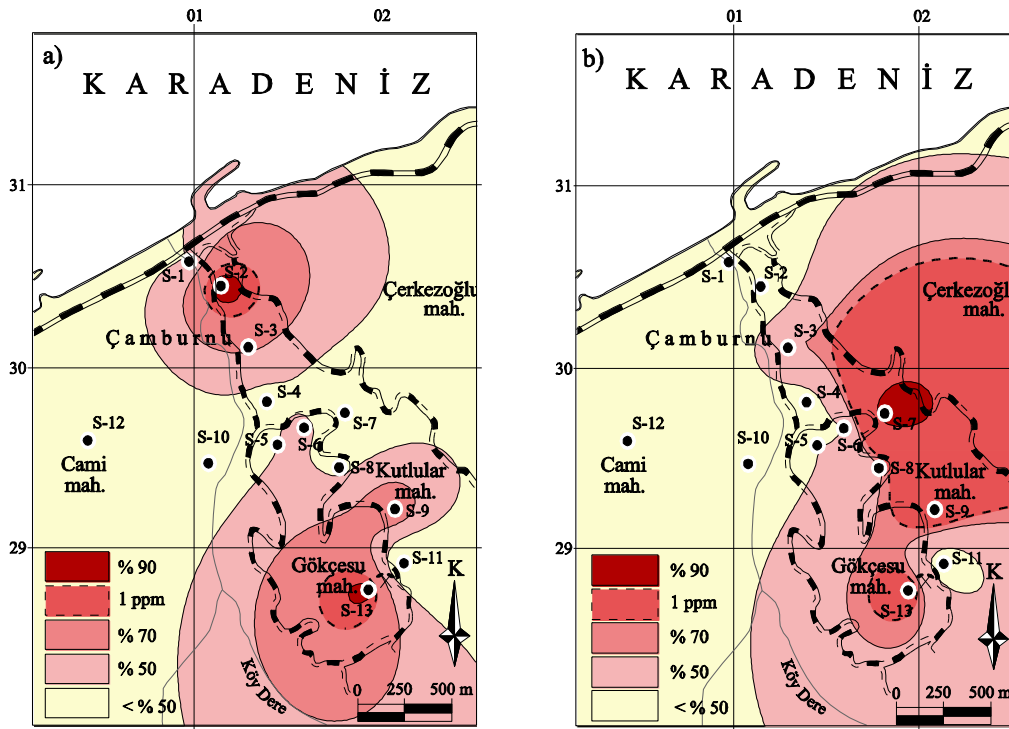 01
02
a)
K A R A D E N İ Z
31
S-1
S-2
Çerkezoğlu
mah.
Çamburnu
S-3
30
S-4
S-12
S-10
S-5
S-6
S-7
Cami
mah.
S-8
Kutlular
mah.
S-9
29
Gökçesu
mah.
S-11
K
S-13
% 90
1 ppm
% 70
% 50
< % 50
Köy Dere
0 250 500 m
01
02
b)
K A R A D E N İ Z
31
S-1
S-2
Çerkezoğl
mah.
Çamburnu
S-3
30
S-4
S-12
S-10
S-5
S-6
S-7
Cami
mah.
S-8
Kutlular
mah.
S-9
29
Gökçesu
mah.
S-11
K
S-13
% 90
1 ppm
% 70
% 50
< % 50
Köy Dere
0 250 500 m